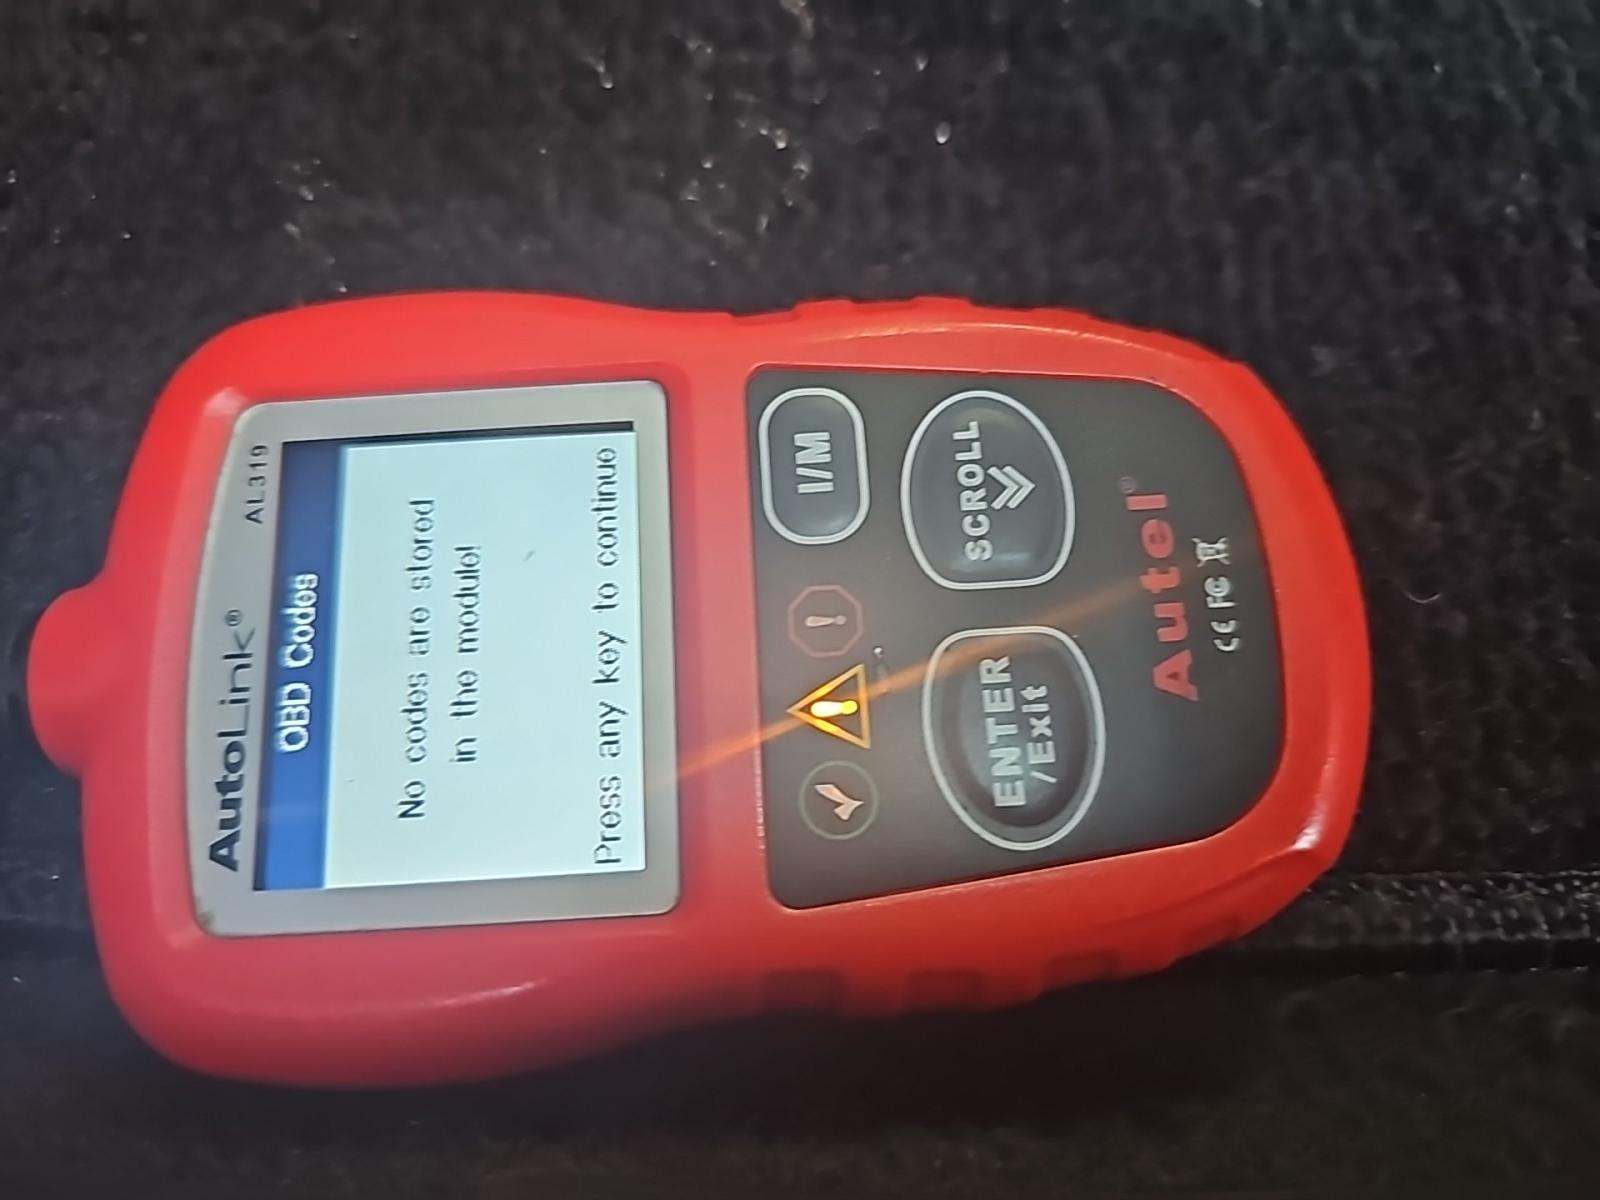 AutoLink® AL319
OBD Codes
No codes are stored
in the module!
Press any key to continue
I/M
ENTER
/Exit
SCROLL
Autel®
CE FC